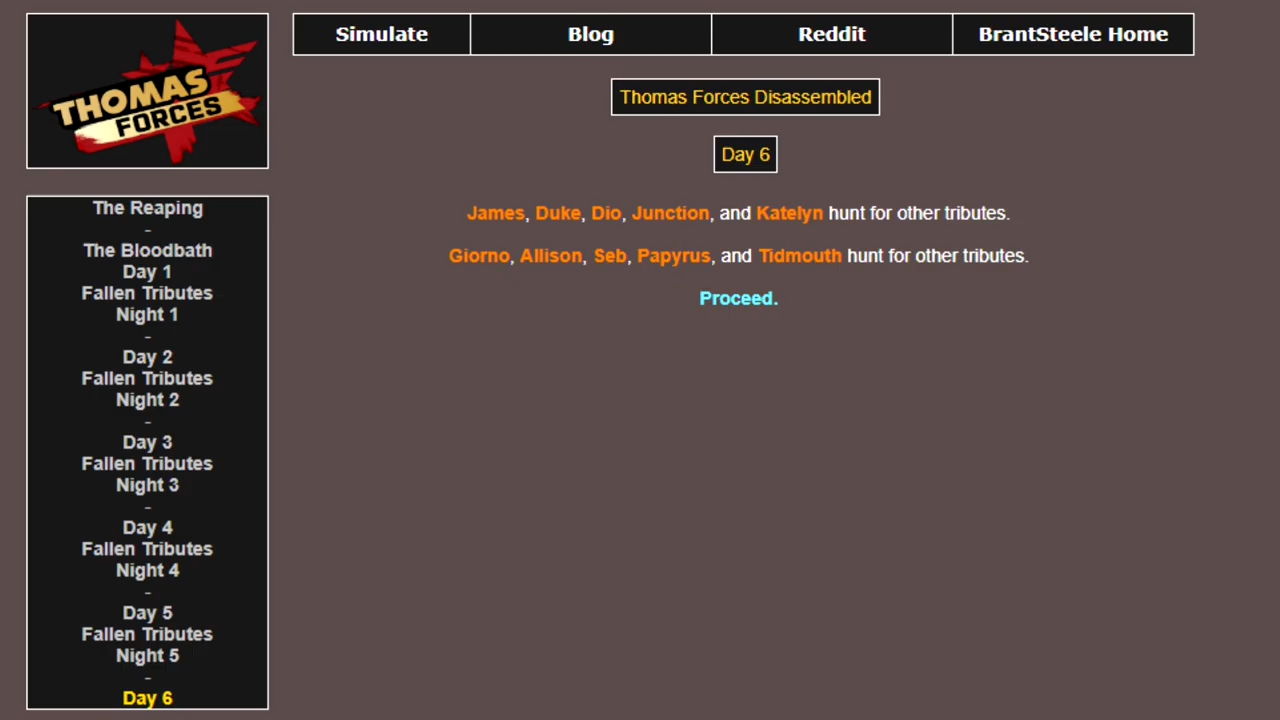 THOMAS
FORCES
Simulate
Blog
Reddit
BrantSteele Home
Thomas Forces Disassembled
Day 6
James, Duke, Dio, Junction, and Katelyn hunt for other tributes.
Giorno, Allison, Seb, Papyrus, and Tidmouth hunt for other tributes.
Proceed.
The Reaping
-
The Bloodbath
Day 1
Fallen Tributes
Night 1
-
Day 2
Fallen Tributes
Night 2
-
Day 3
Fallen Tributes
Night 3
-
Day 4
Fallen Tributes
Night 4
-
Day 5
Fallen Tributes
Night 5
-
Day 6